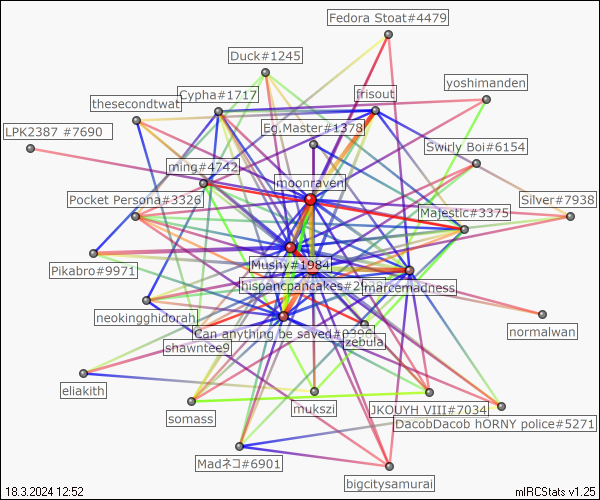 Fedora Stoat#4479
Duck#1245
yoshimanden
Cypha#1717
frisout
thesecondtwat
Eg.Master#1378
LPK2387 #7690
Swirly Boi#6154
ming#4742
moonraven
Pocket Persona#3326
Silver#7938
Majestic#3375
Mushy#1984
Pikabro#9971
hispancpancakes#2
marcemadness
neokingghidorah
Can anything be saved#0296
normalwan
zebula
shawntee9
eliakith
mukszi
JKOUYH VIII#7034
somass
DacobDacob hORNY police#5271
Madネコ#6901
bigcitysamurai
18.3.2024 12:52
mIRCStats v1.25